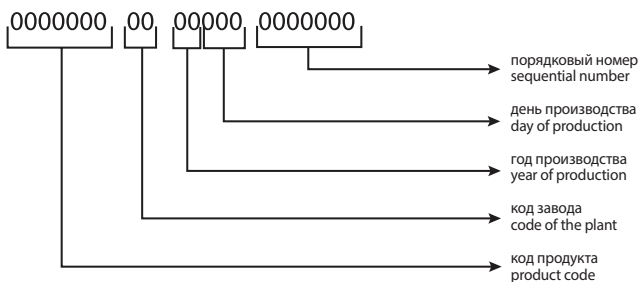 0000000 00 00000 0000000
порядковый номер
sequential number
день производства
day of production
год производства
year of production
код завода
code of the plant
код продукта
product code